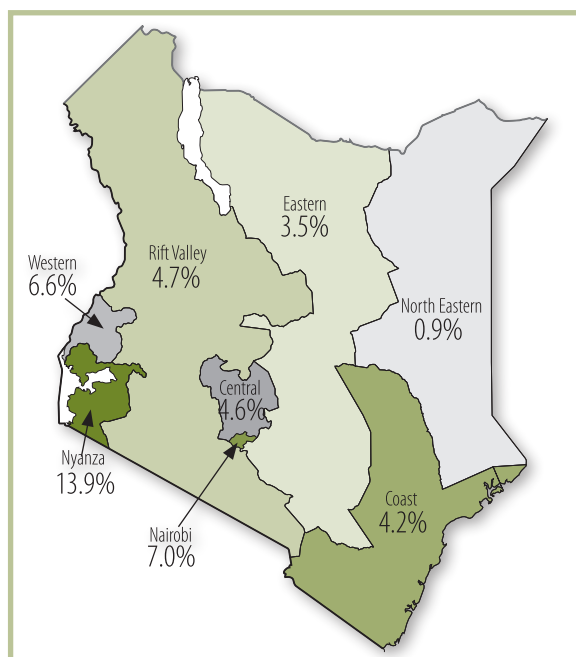 Eastern
3.5%
Rift Valley
4.7%
Western
6.6%
North Eastern
0.9%
Central
4.6%
Nyanza
13.9%
Coast
4.2%
Nairobi
7.0%